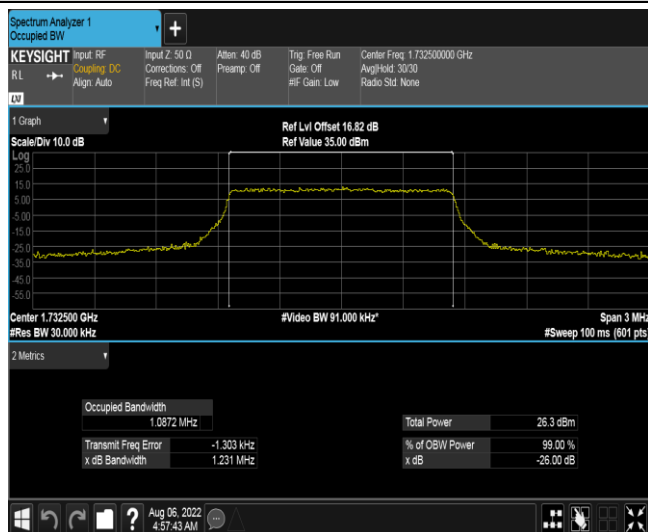 Spectrum Analyzer 1
Occupied BW
+
KEYSIGHT Input: RF Input Z: 50 Ω Atten: 40 dB Trig: Free Run Center Freq: 1.732500000 GHz
RL Coupling: DC Corrections: Off Preamp: Off Gate: Off Avg|Hold: 30/30
Align: Auto Freq Ref: Int (S) #IF Gain: Low Radio Std: None
LXI
1 Graph
Ref Lvl Offset 16.82 dB
Scale/Div 10.0 dB Ref Value 35.00 dBm
Log
25.0
15.0
5.00
-5.00
-15.0
-25.0
-35.0
-45.0
-55.0
Center 1.732500 GHz #Video BW 91.000 kHz* Span 3 MHz
#Res BW 30.000 kHz #Sweep 100 ms (601 pts)
2 Metrics
Occupied Bandwidth
1.0872 MHz Total Power 26.3 dBm
Transmit Freq Error -1.303 kHz % of OBW Power 99.00 %
x dB Bandwidth 1.231 MHz x dB -26.00 dB
? Aug 06, 2022
4:57:43 AM